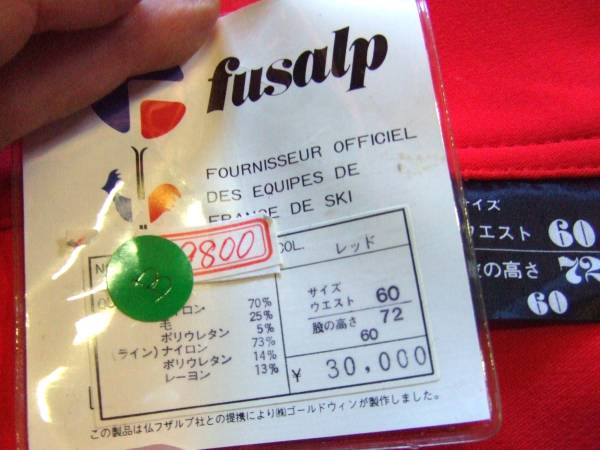 fusalp
FOURNISSEUR OFFICIEL
DES EQUIPES DE
FRANCE DE SKI
9800
COL. レッド
70%
毛 25%
ポリウレタン 5%
(ライン)ナイロン 73%
ポリウレタン 14%
レーヨン 13%
サイズ
ウエスト 60
股の高さ 72
60
¥ 30,000
この製品は仏フザルプ社との提携により㈱ゴールドウィンが製作しました。
サイズ
ウエスト 60
股の高さ 72
60